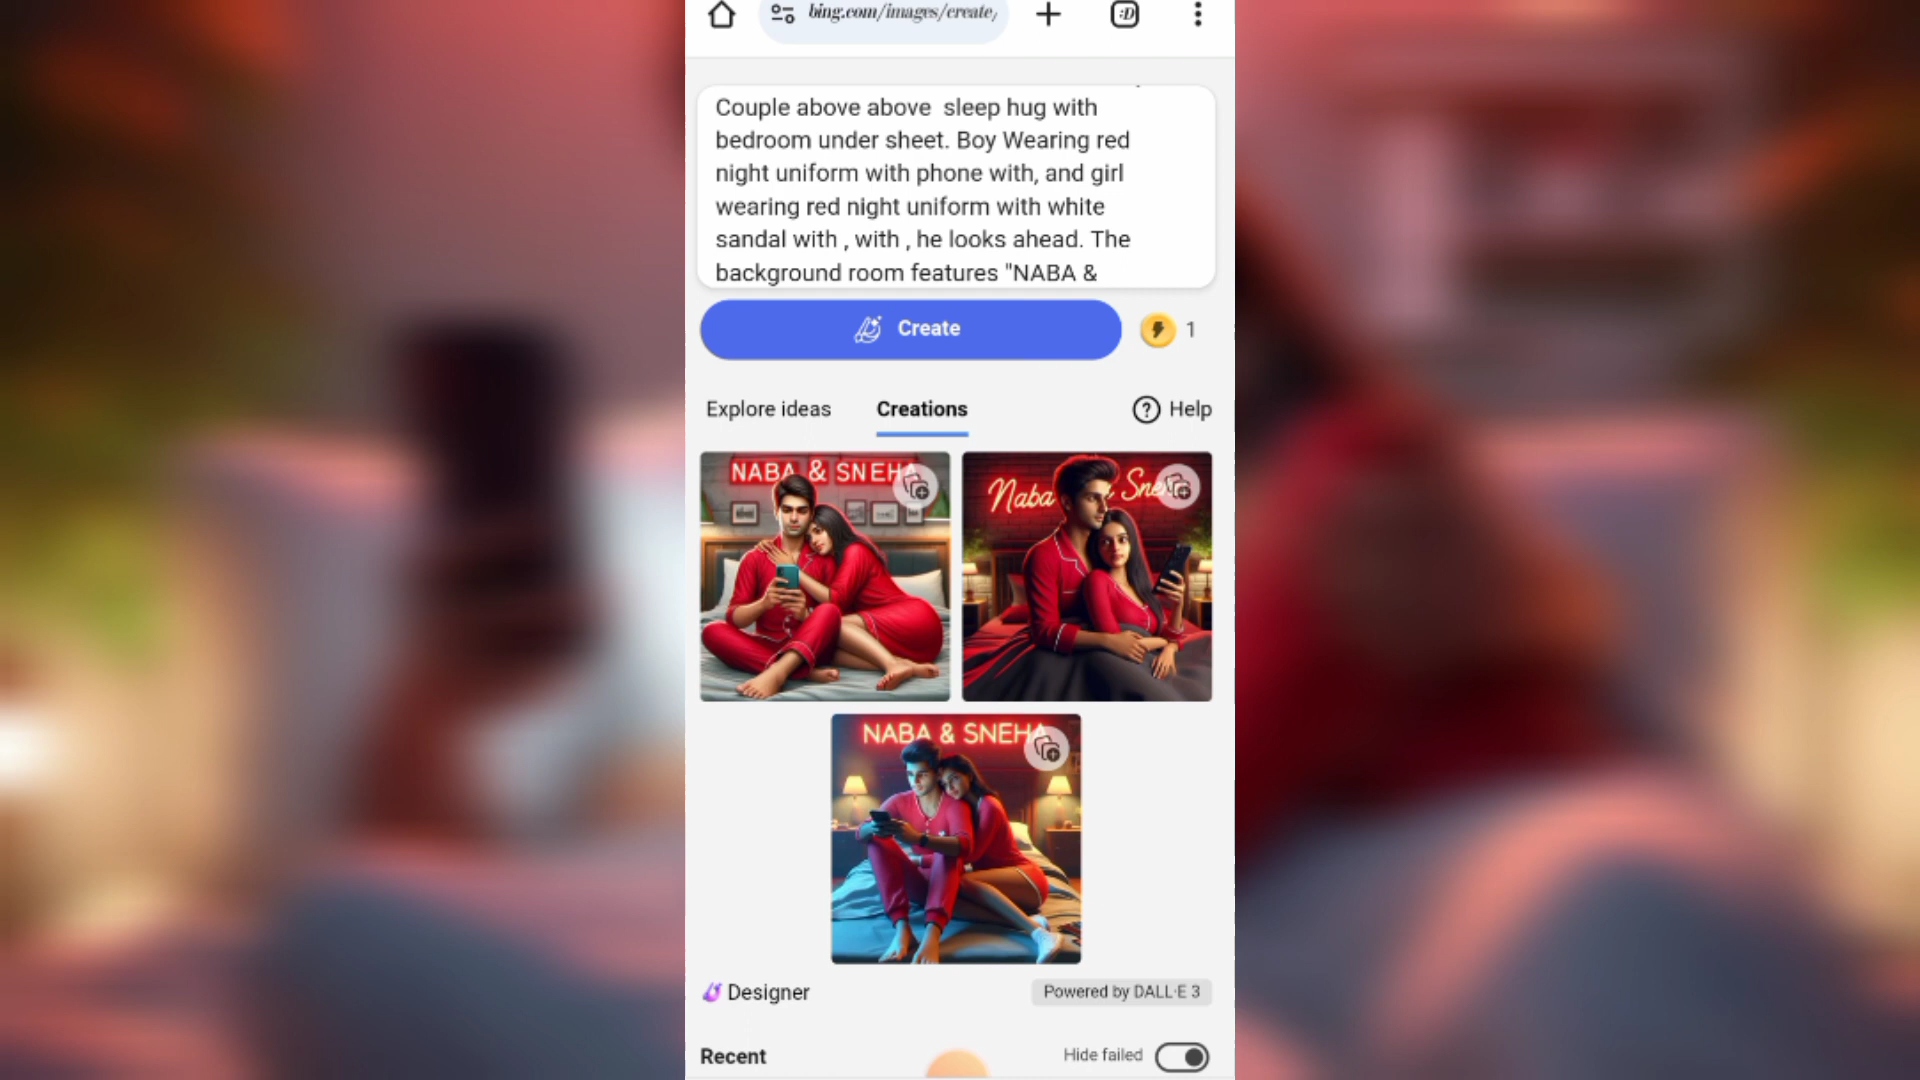 bing.com/images/create/
Couple above above sleep hug with
bedroom under sheet. Boy Wearing red
night uniform with phone with, and girl
wearing red night uniform with white
sandal with , with , he looks ahead. The
background room features "NABA &
Create
1
Explore ideas
Creations
Help
NABA & SNEHA
Naba
NABA & SNEHA
Designer
Powered by DALL·E 3
Recent
Hide failed